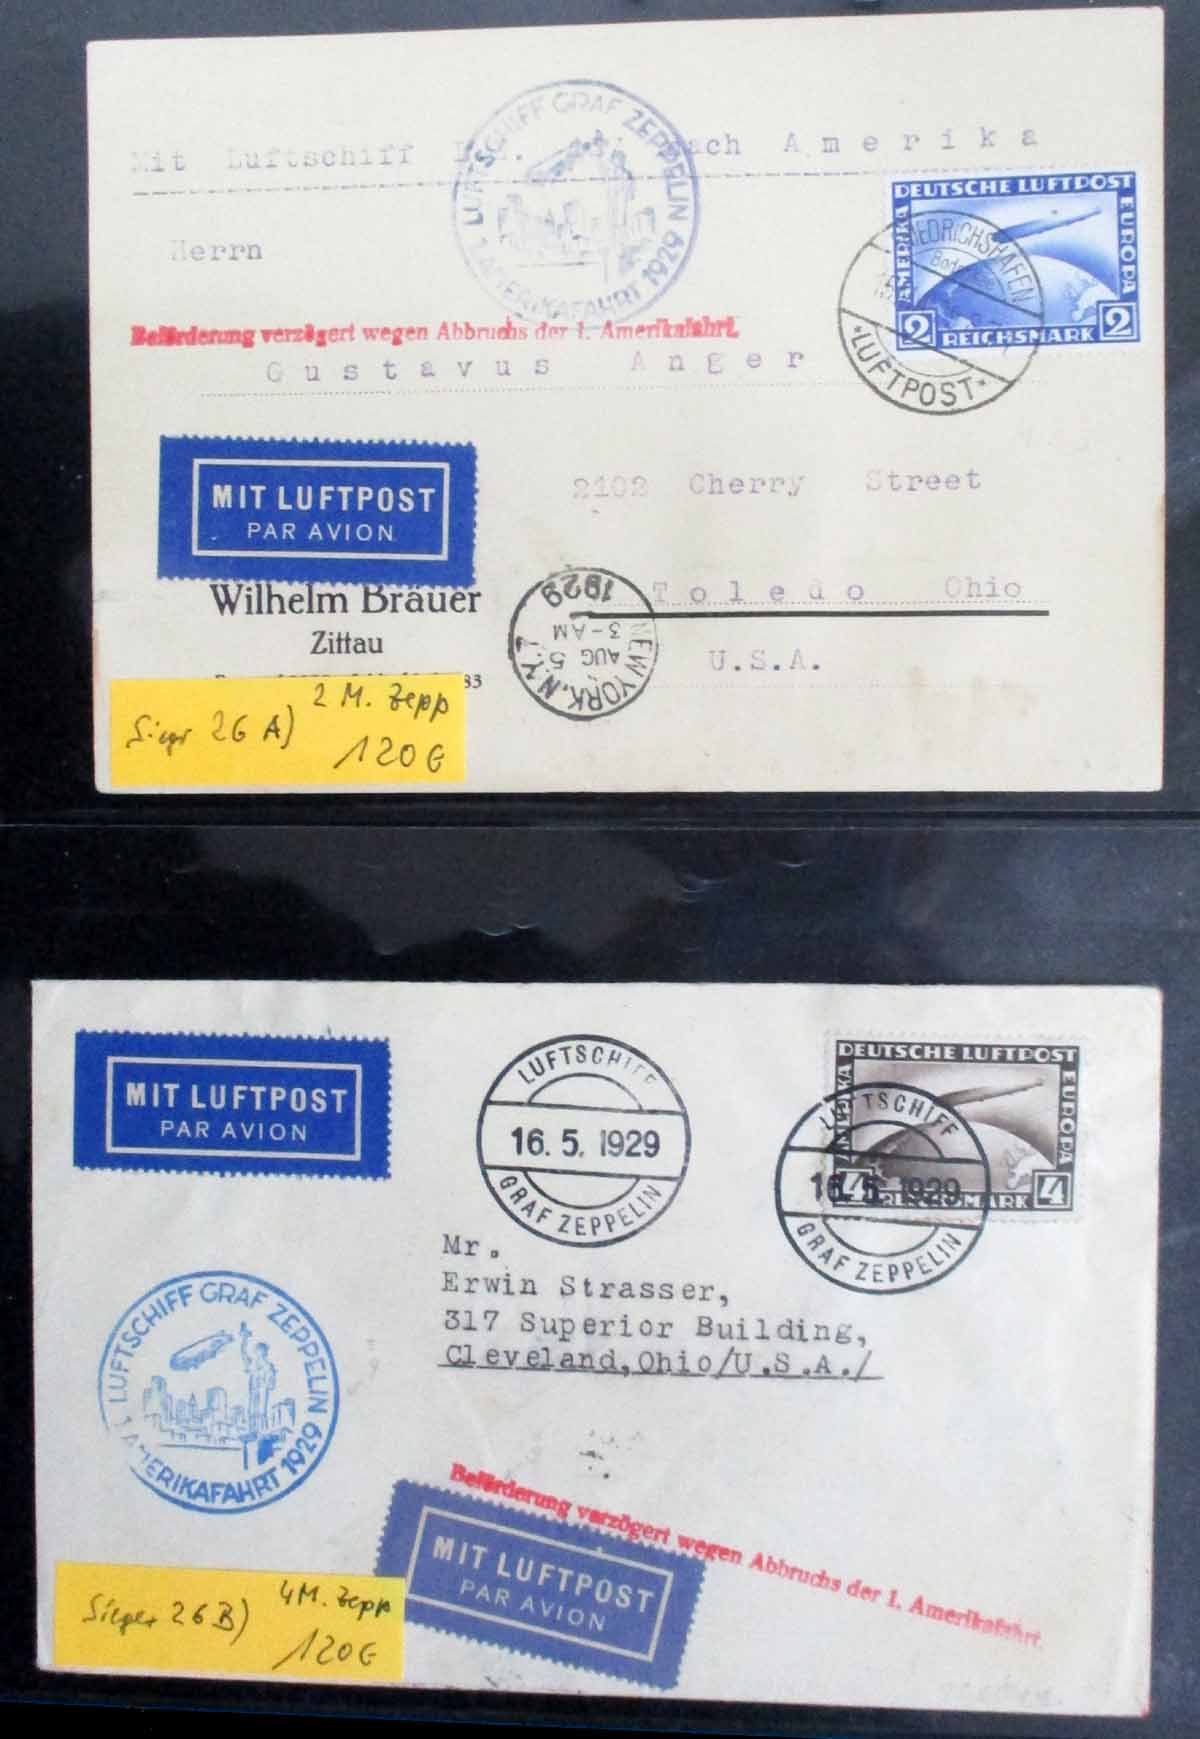 LUFTSCHIFF GRAF ZEPPELIN
1. AMERIKAFAHRT 1929
Mit Luftschiff nach Amerika
DEUTSCHE LUFTPOST
AMERIKA
EUROPA
2 REICHSMARK 2
FRIEDRICHSHAFEN
*LUFTPOST*
Herrn
Beförderung verzögert wegen Abbruchs der 1. Amerikafahrt.
Gustavus Anger
MIT LUFTPOST
PAR AVION
2102 Cherry Street
Toledo Ohio
U.S.A.
NEW YORK, N.Y.
AUG 5
3-AM
1929
Wilhelm Bräuer
Zittau
83
2 M. Zepp
Sieger 26 A)
120€
MIT LUFTPOST
PAR AVION
LUFTSCHIFF
16.5.1929
GRAF ZEPPELIN
DEUTSCHE LUFTPOST
AMERIKA
EUROPA
4 REICHSMARK 4
LUFTSCHIFF
16.5.1929
GRAF ZEPPELIN
Mr.
Erwin Strasser,
317 Superior Building,
Cleveland,Ohio/U.S.A./
LUFTSCHIFF GRAF ZEPPELIN
1. AMERIKAFAHRT 1929
Beförderung verzögert wegen Abbruchs der 1. Amerikafahrt.
MIT LUFTPOST
PAR AVION
4M. Zepp
Sieger 26 B)
120€